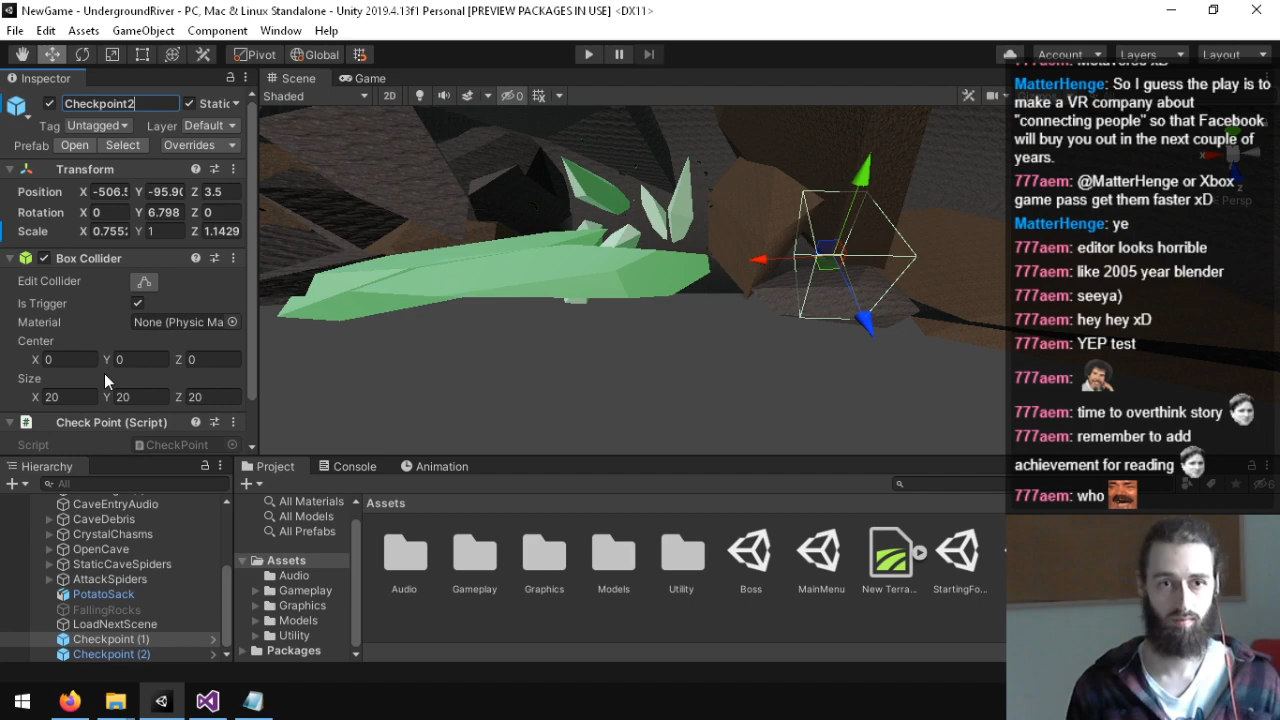 NewGame - UndergroundRiver - PC, Mac & Linux Standalone - Unity 2019.4.13f1 Personal [PREVIEW PACKAGES IN USE] <DX11>
File Edit Assets GameObject Component Window Help
Pivot Global Account Layers Layout
Inspector
Scene Game
Shaded 2D 0
Checkpoint2 Static
Tag Untagged Layer Default
Prefab Open Select Overrides
Transform
Position X -506.5 Y -95.90 Z 3.5
Rotation X 0 Y 6.798 Z 0
Scale X 0.755 Y 1 Z 1.1429
Box Collider
Edit Collider
Is Trigger
Material None (Physic Ma
Center
X 0 Y 0 Z 0
Size
X 20 Y 20 Z 20
Check Point (Script)
Script CheckPoint
Persp
MatterHenge: So I guess the play is to
make a VR company about
"connecting people" so that Facebook
will buy you out in the next couple of
years.
777aem: @MatterHenge or Xbox
game pass get them faster xD
MatterHenge: ye
777aem: editor looks horrible
777aem: like 2005 year blender
777aem: seeya)
777aem: hey hey xD
777aem: YEP test
777aem:
777aem: time to overthink story
777aem: remember to add
achievement for reading
777aem: who
Hierarchy
All
CaveEntryAudio
CaveDebris
CrystalChasms
OpenCave
StaticCaveSpiders
AttackSpiders
PotatoSack
FallingRocks
LoadNextScene
Checkpoint (1)
Checkpoint (2)
Project Console Animation
All Materials
All Models
All Prefabs
Assets
Audio
Gameplay
Graphics
Models
Utility
Packages
Assets
Audio Gameplay Graphics Models Utility Boss MainMenu New Terra... StartingFo...